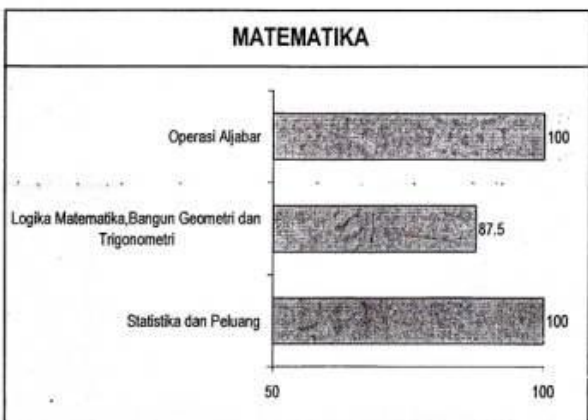 MATEMATIKA
Operasi Aljabar
100
Logika Matematika,Bangun Geometri dan
Trigonometri
87.5
Statistika dan Peluang
100
50
100